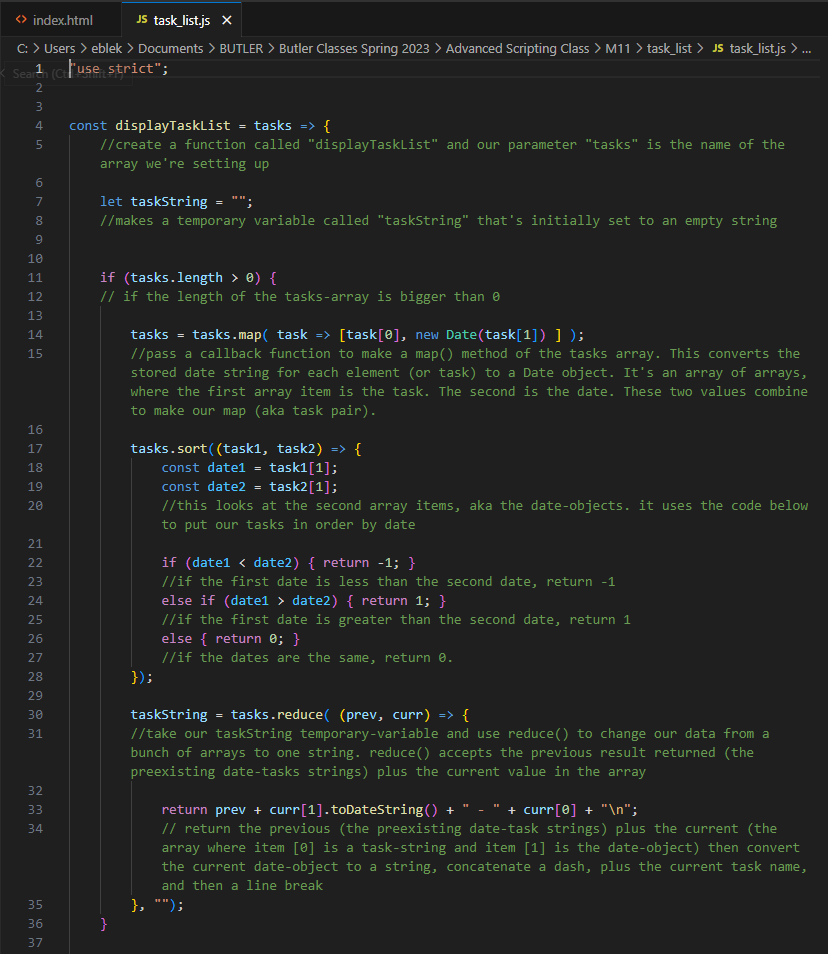 index.html
JS task_list.js ×
C: > Users > eblek > Documents > BUTLER > Butler Classes Spring 2023 > Advanced Scripting Class > M11 > task_list > JS task_list.js > ...
Search (Ctrl+Shift+F)
1 "use strict";
2
3
4 const displayTaskList = tasks => {
5 //create a function called "displayTaskList" and our parameter "tasks" is the name of the
array we're setting up
6
7 let taskString = "";
8 //makes a temporary variable called "taskString" that's initially set to an empty string
9
10
11 if (tasks.length > 0) {
12 // if the length of the tasks-array is bigger than 0
13
14 tasks = tasks.map( task => [task[0], new Date(task[1]) ] );
15 //pass a callback function to make a map() method of the tasks array. This converts the
stored date string for each element (or task) to a Date object. It's an array of arrays,
where the first array item is the task. The second is the date. These two values combine
to make our map (aka task pair).
16
17 tasks.sort((task1, task2) => {
18 const date1 = task1[1];
19 const date2 = task2[1];
20 //this looks at the second array items, aka the date-objects. it uses the code below
to put our tasks in order by date
21
22 if (date1 < date2) { return -1; }
23 //if the first date is less than the second date, return -1
24 else if (date1 > date2) { return 1; }
25 //if the first date is greater than the second date, return 1
26 else { return 0; }
27 //if the dates are the same, return 0.
28 });
29
30 taskString = tasks.reduce( (prev, curr) => {
31 //take our taskString temporary-variable and use reduce() to change our data from a
bunch of arrays to one string. reduce() accepts the previous result returned (the
preexisting date-tasks strings) plus the current value in the array
32
33 return prev + curr[1].toDateString() + " - " + curr[0] + "\n";
34 // return the previous (the preexisting date-task strings) plus the current (the
array where item [0] is a task-string and item [1] is the date-object) then convert
the current date-object to a string, concatenate a dash, plus the current task name,
and then a line break
35 }, "");
36 }
37